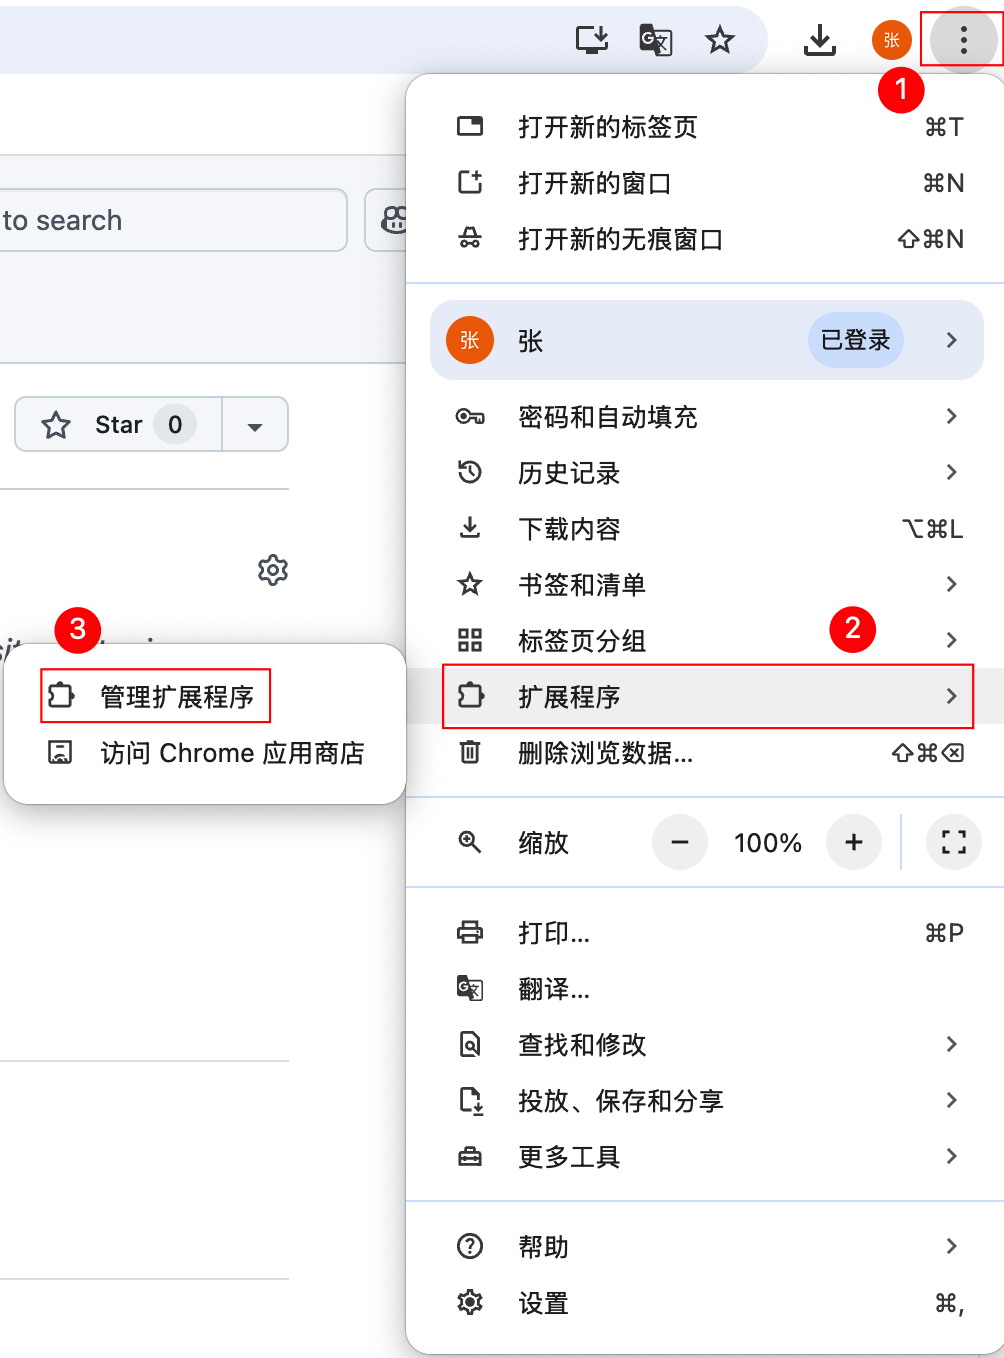 张
1
打开新的标签页 ⌘T
打开新的窗口 ⌘N
打开新的无痕窗口 ⇧⌘N
to search
张 张 已登录
Star 0
密码和自动填充
历史记录
下载内容 ⌥⌘L
书签和清单
标签页分组 2
3
扩展程序
管理扩展程序
访问 Chrome 应用商店
删除浏览数据... ⇧⌘⌫
缩放 − 100% +
打印... ⌘P
翻译...
查找和修改
投放、保存和分享
更多工具
帮助
设置 ⌘,